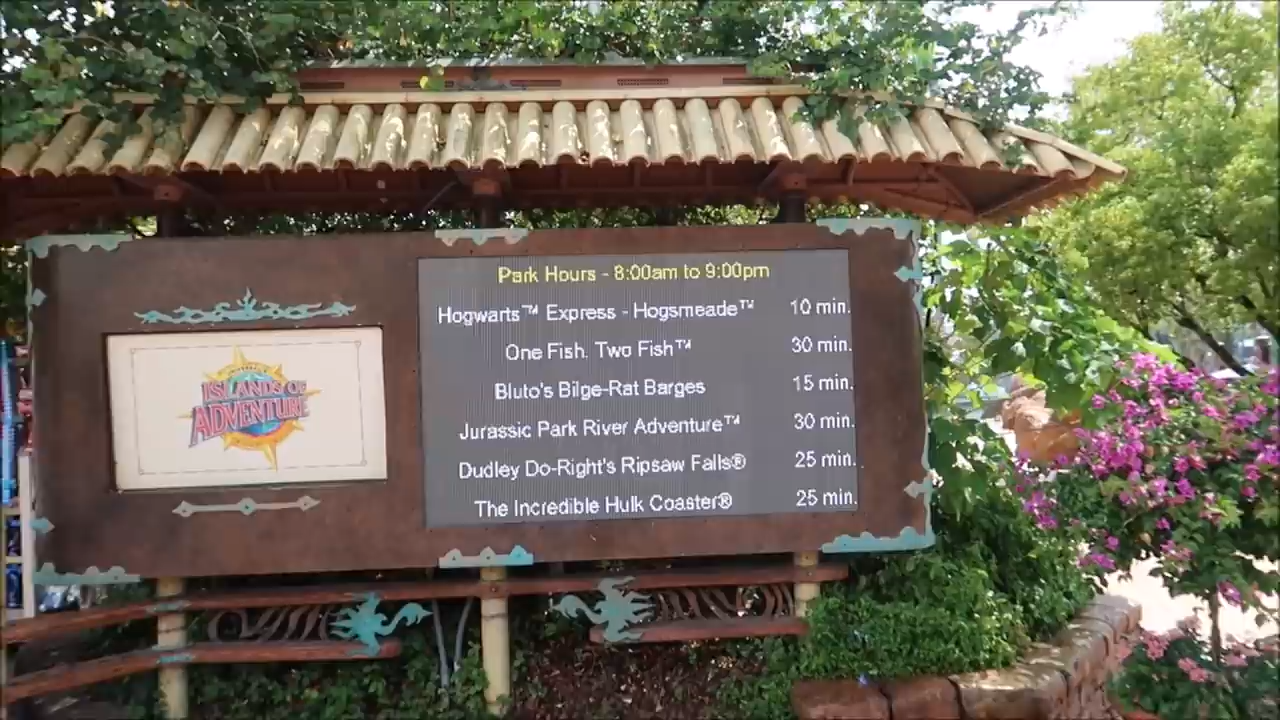 ISLANDS OF
ADVENTURE
Park Hours - 8:00am to 9:00pm
Hogwarts™ Express - Hogsmeade™ 10 min.
One Fish, Two Fish™ 30 min.
Bluto's Bilge-Rat Barges 15 min.
Jurassic Park River Adventure™ 30 min.
Dudley Do-Right's Ripsaw Falls® 25 min.
The Incredible Hulk Coaster® 25 min.